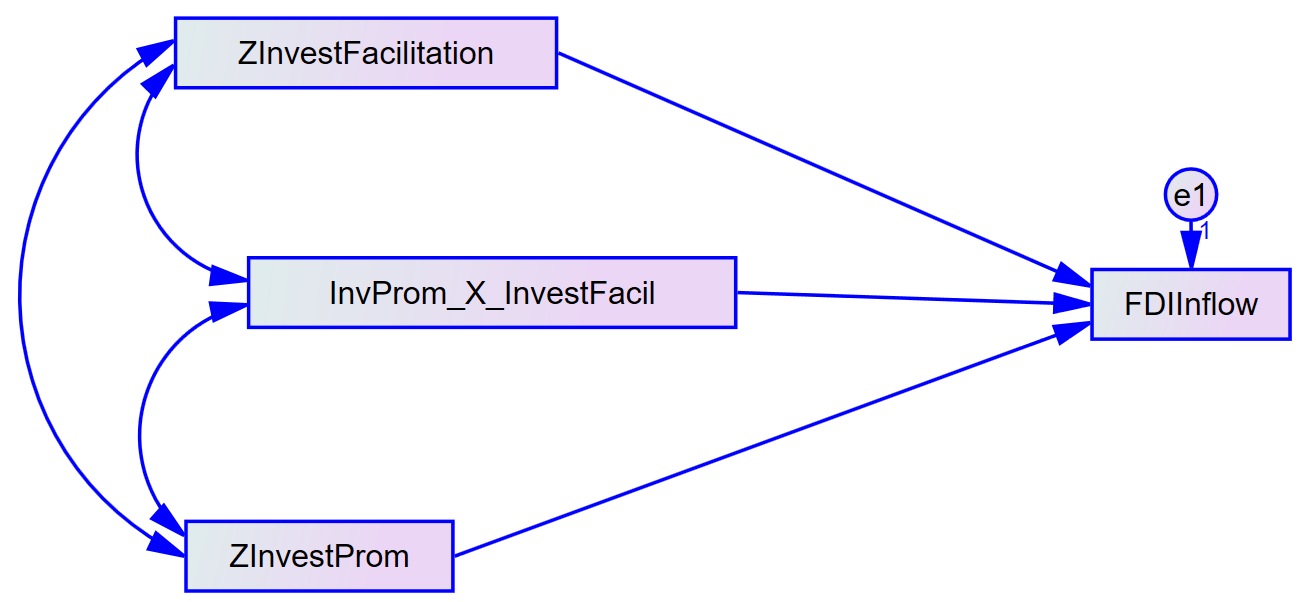 ZInvestFacilitation
e1
1
InvProm_X_InvestFacil
FDIInflow
ZInvestProm